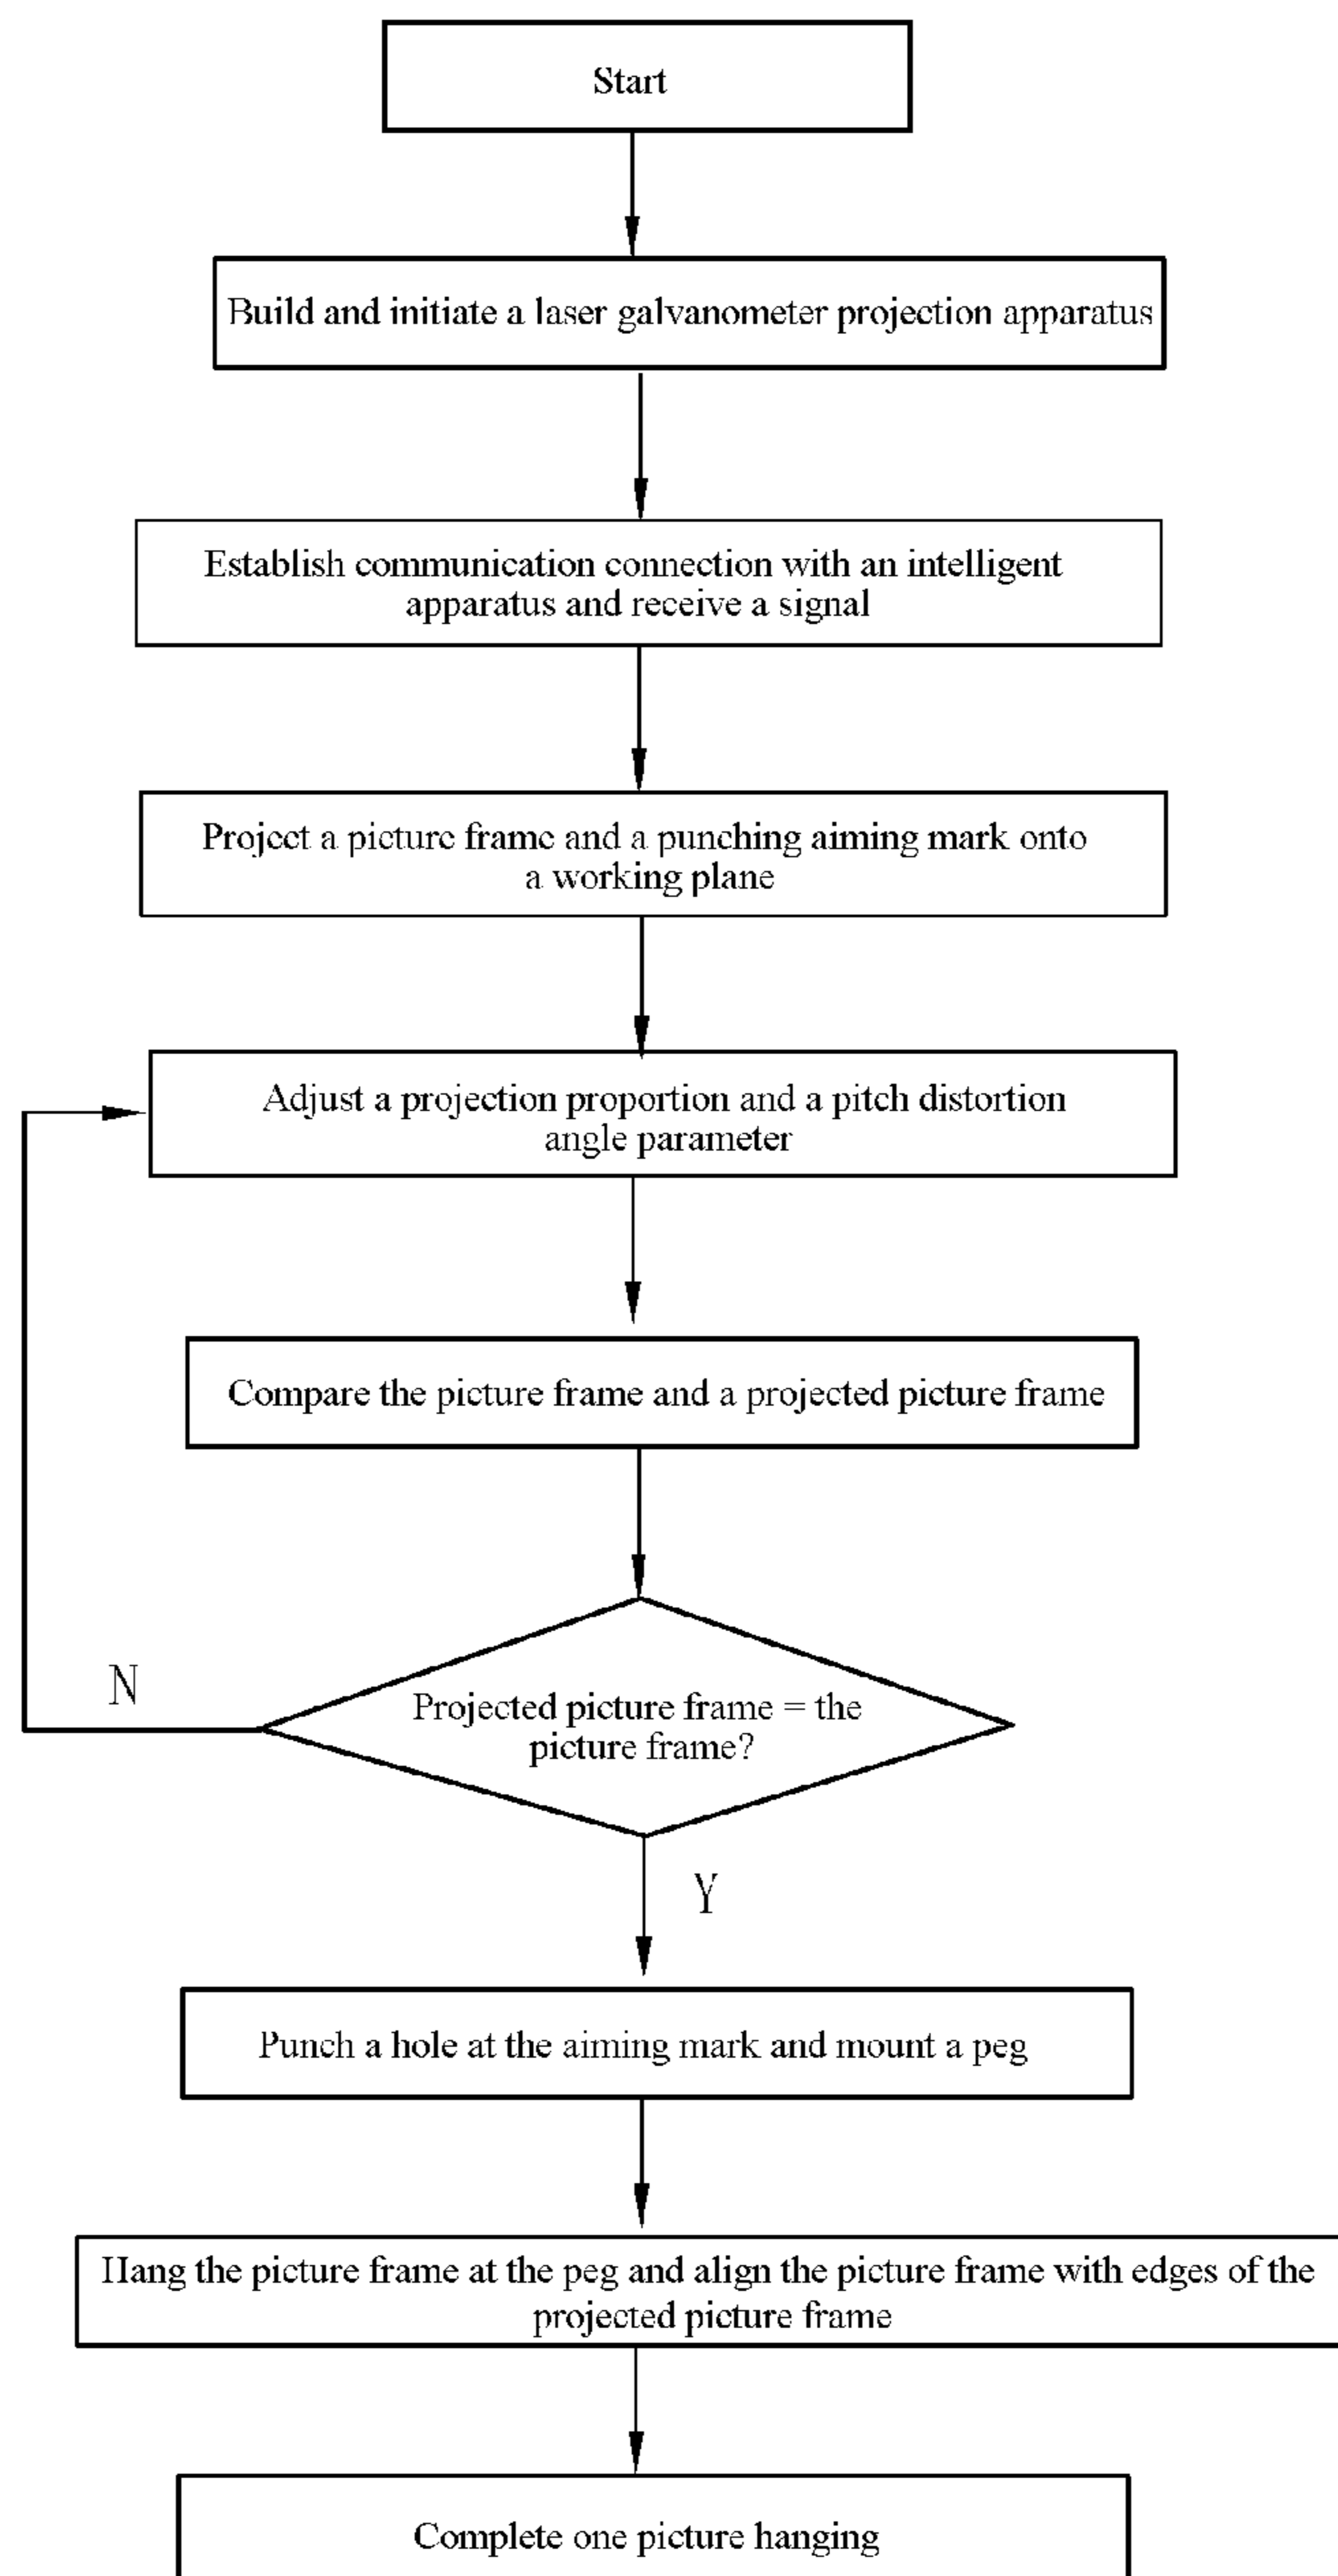 Start
Build and initiate a laser galvanometer projection apparatus
Establish communication connection with an intelligent
apparatus and receive a signal
Project a picture frame and a punching aiming mark onto
a working plane
Adjust a projection proportion and a pitch distortion
angle parameter
Compare the picture frame and a projected picture frame
Projected picture frame = the
picture frame?
N
Y
Punch a hole at the aiming mark and mount a peg
Hang the picture frame at the peg and align the picture frame with edges of the
projected picture frame
Complete one picture hanging